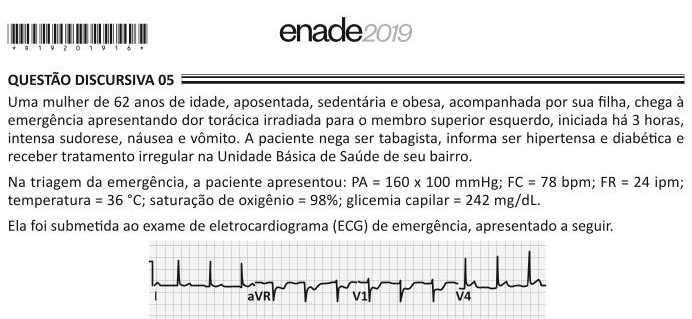 enade2019
* R 1 9 2 0 1 9 1 6 *
QUESTÃO DISCURSIVA 05
Uma mulher de 62 anos de idade, aposentada, sedentária e obesa, acompanhada por sua filha, chega à
emergência apresentando dor torácica irradiada para o membro superior esquerdo, iniciada há 3 horas,
intensa sudorese, náusea e vômito. A paciente nega ser tabagista, informa ser hipertensa e diabética e
receber tratamento irregular na Unidade Básica de Saúde de seu bairro.
Na triagem da emergência, a paciente apresentou: PA = 160 x 100 mmHg; FC = 78 bpm; FR = 24 ipm;
temperatura = 36 °C; saturação de oxigênio = 98%; glicemia capilar = 242 mg/dL.
Ela foi submetida ao exame de eletrocardiograma (ECG) de emergência, apresentado a seguir.
I aVR V1 V4